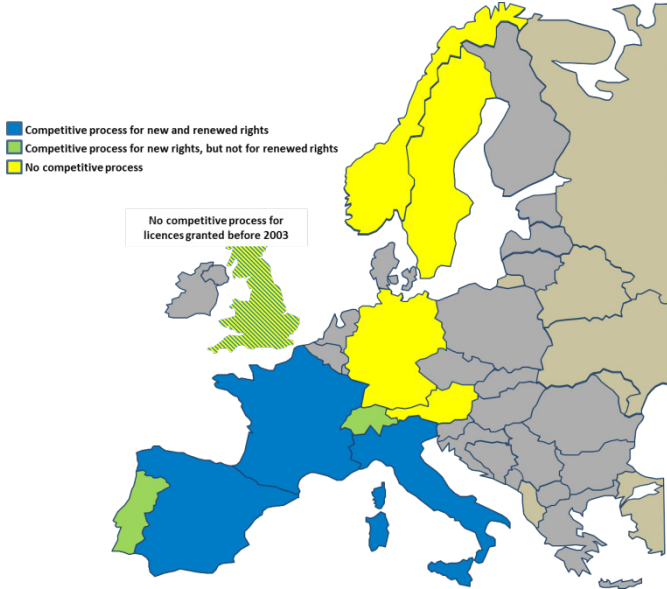 Competitive process for new and renewed rights
Competitive process for new rights, but not for renewed rights
No competitive process
No competitive process for
licences granted before 2003